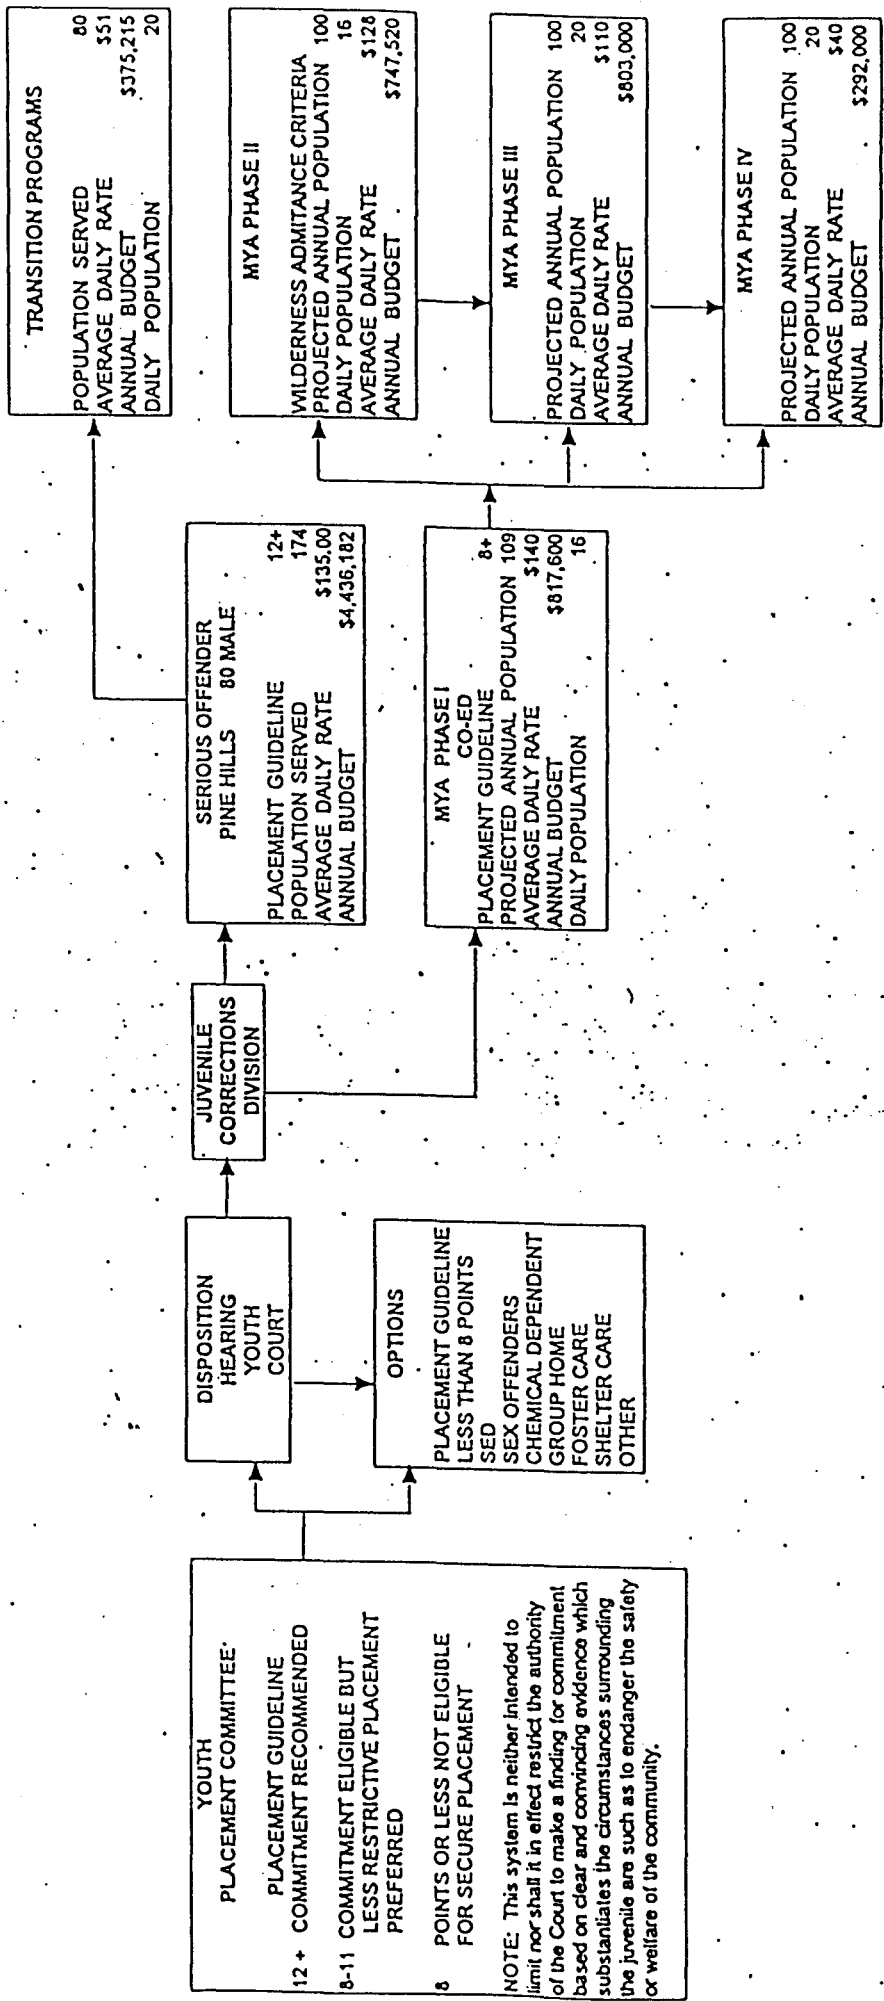 YOUTH
PLACEMENT COMMITTEE
PLACEMENT GUIDELINE
12 + COMMITMENT RECOMMENDED
8-11 COMMITMENT ELIGIBLE BUT
LESS RESTRICTIVE PLACEMENT
PREFERRED
8 POINTS OR LESS NOT ELIGIBLE
FOR SECURE PLACEMENT
NOTE: This system is neither intended to
limit nor shall it in effect restrict the authority
of the Court to make a finding for commitment
based on clear and convincing evidence which
substantiates the circumstances surrounding
the juvenile are such as to endanger the safety
or welfare of the community.
DISPOSITION
HEARING
YOUTH
COURT
OPTIONS
PLACEMENT GUIDELINE
LESS THAN 8 POINTS
SED
SEX OFFENDERS
CHEMICAL DEPENDENT
GROUP HOME
FOSTER CARE
SHELTER CARE
OTHER
JUVENILE
CORRECTIONS
DIVISION
SERIOUS OFFENDER
PINE HILLS 80 MALE
PLACEMENT GUIDELINE 12+
POPULATION SERVED 174
AVERAGE DAILY RATE $135.00
ANNUAL BUDGET $4,436,182
MYA PHASE I
CO-ED
PLACEMENT GUIDELINE 8+
PROJECTED ANNUAL POPULATION 109
AVERAGE DAILY RATE $140
ANNUAL BUDGET $817,600
DAILY POPULATION 16
TRANSITION PROGRAMS
POPULATION SERVED 80
AVERAGE DAILY RATE $51
ANNUAL BUDGET $375,215
DAILY POPULATION 20
MYA PHASE II
WILDERNESS ADMITANCE CRITERIA
PROJECTED ANNUAL POPULATION 100
DAILY POPULATION 16
AVERAGE DAILY RATE $128
ANNUAL BUDGET $747,520
MYA PHASE III
PROJECTED ANNUAL POPULATION 100
DAILY POPULATION 20
AVERAGE DAILY RATE $110
ANNUAL BUDGET $803,000
MYA PHASE IV
PROJECTED ANNUAL POPULATION 100
DAILY POPULATION 20
AVERAGE DAILY RATE $40
ANNUAL BUDGET $292,000